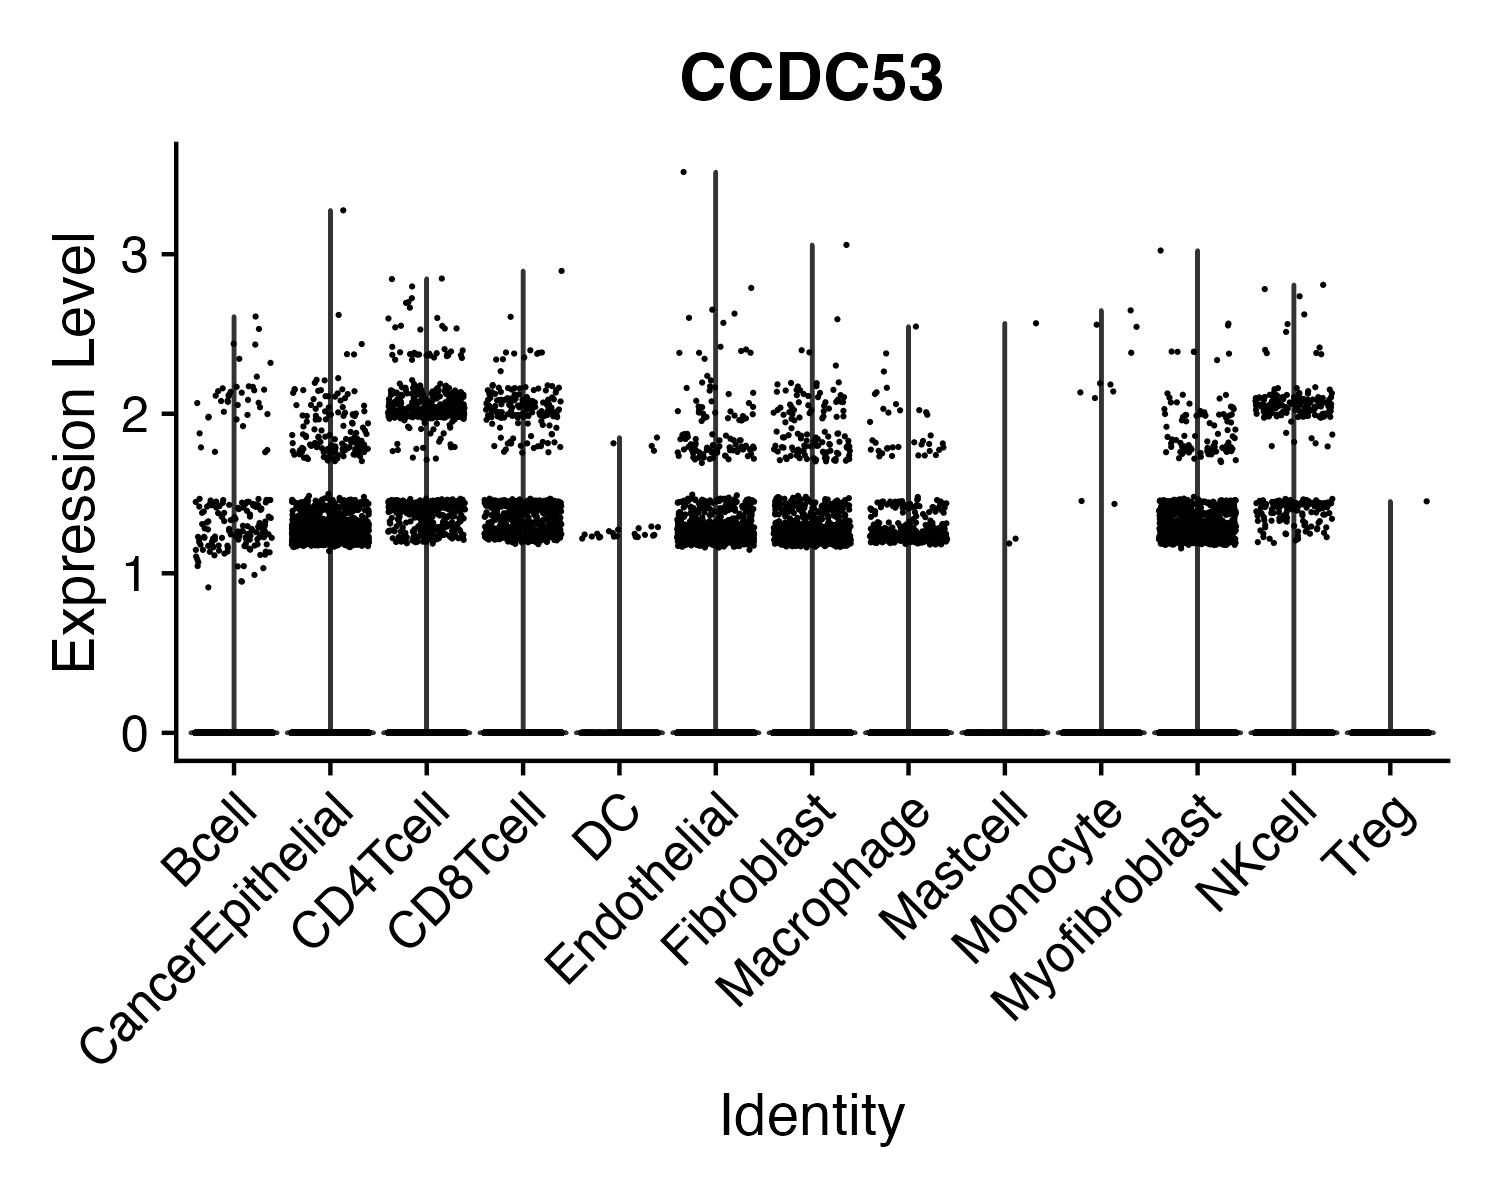 CCDC53
Expression Level
3
2
1
0
Bcell
CancerEpithelial
CD4Tcell
CD8Tcell
DC
Endothelial
Fibroblast
Macrophage
Mastcell
Monocyte
Myofibroblast
NKcell
Treg
Identity